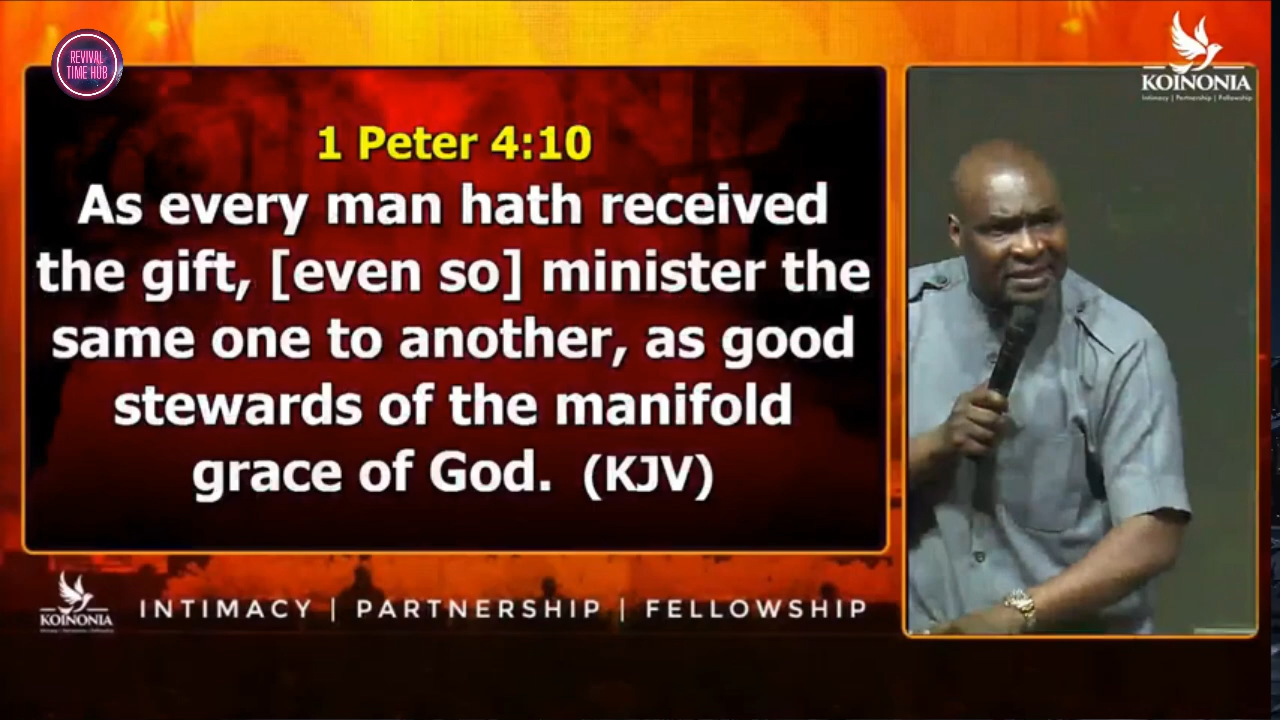 REVIVAL
TIME HUB
KOINONIA
Intimacy | Partnership | Fellowship
1 Peter 4:10
As every man hath received
the gift, [even so] minister the
same one to another, as good
stewards of the manifold
grace of God. (KJV)
KOINONIA
INTIMACY | PARTNERSHIP | FELLOWSHIP